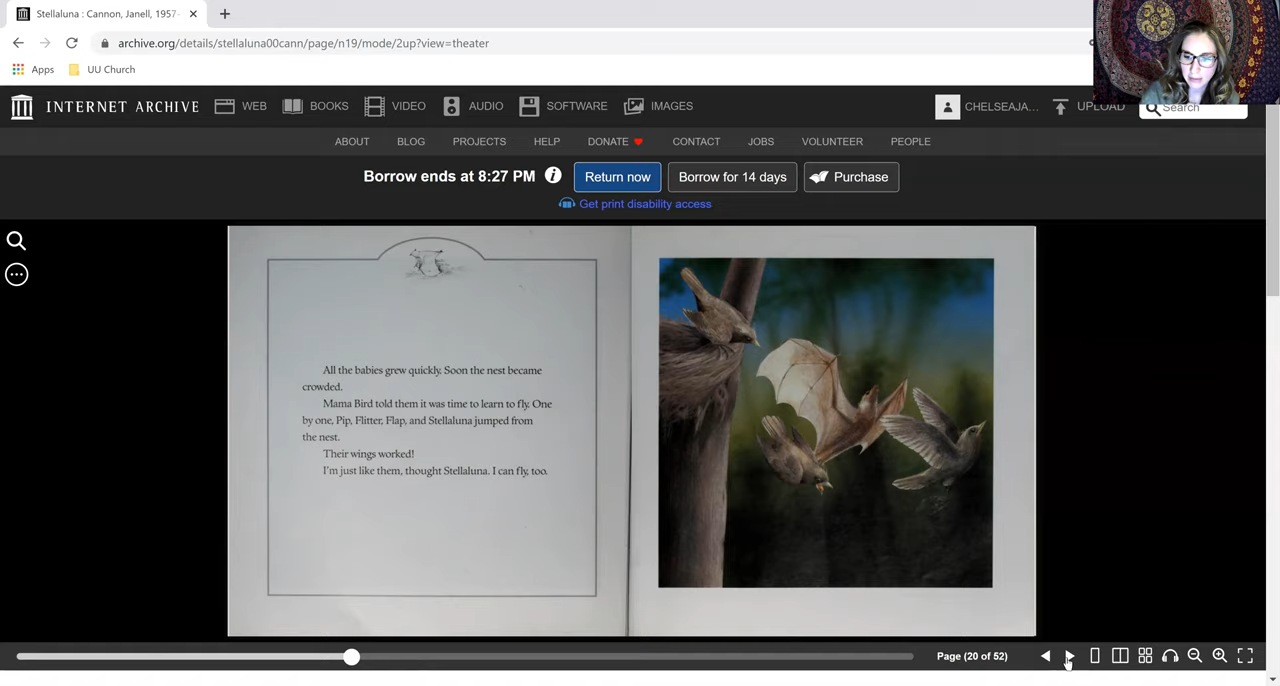 Stellaluna : Cannon, Janell, 1957-
archive.org/details/stellaluna00cann/page/n19/mode/2up?view=theater
Apps UU Church
INTERNET ARCHIVE WEB BOOKS VIDEO AUDIO SOFTWARE IMAGES CHELSEAJA... UPLOAD Search
ABOUT BLOG PROJECTS HELP DONATE CONTACT JOBS VOLUNTEER PEOPLE
Borrow ends at 8:27 PM Return now Borrow for 14 days Purchase
Get print disability access
All the babies grew quickly. Soon the nest became
crowded.
Mama Bird told them it was time to learn to fly. One
by one, Pip, Flitter, Flap, and Stellaluna jumped from
the nest.
Their wings worked!
I'm just like them, thought Stellaluna. I can fly, too.
Page (20 of 52)